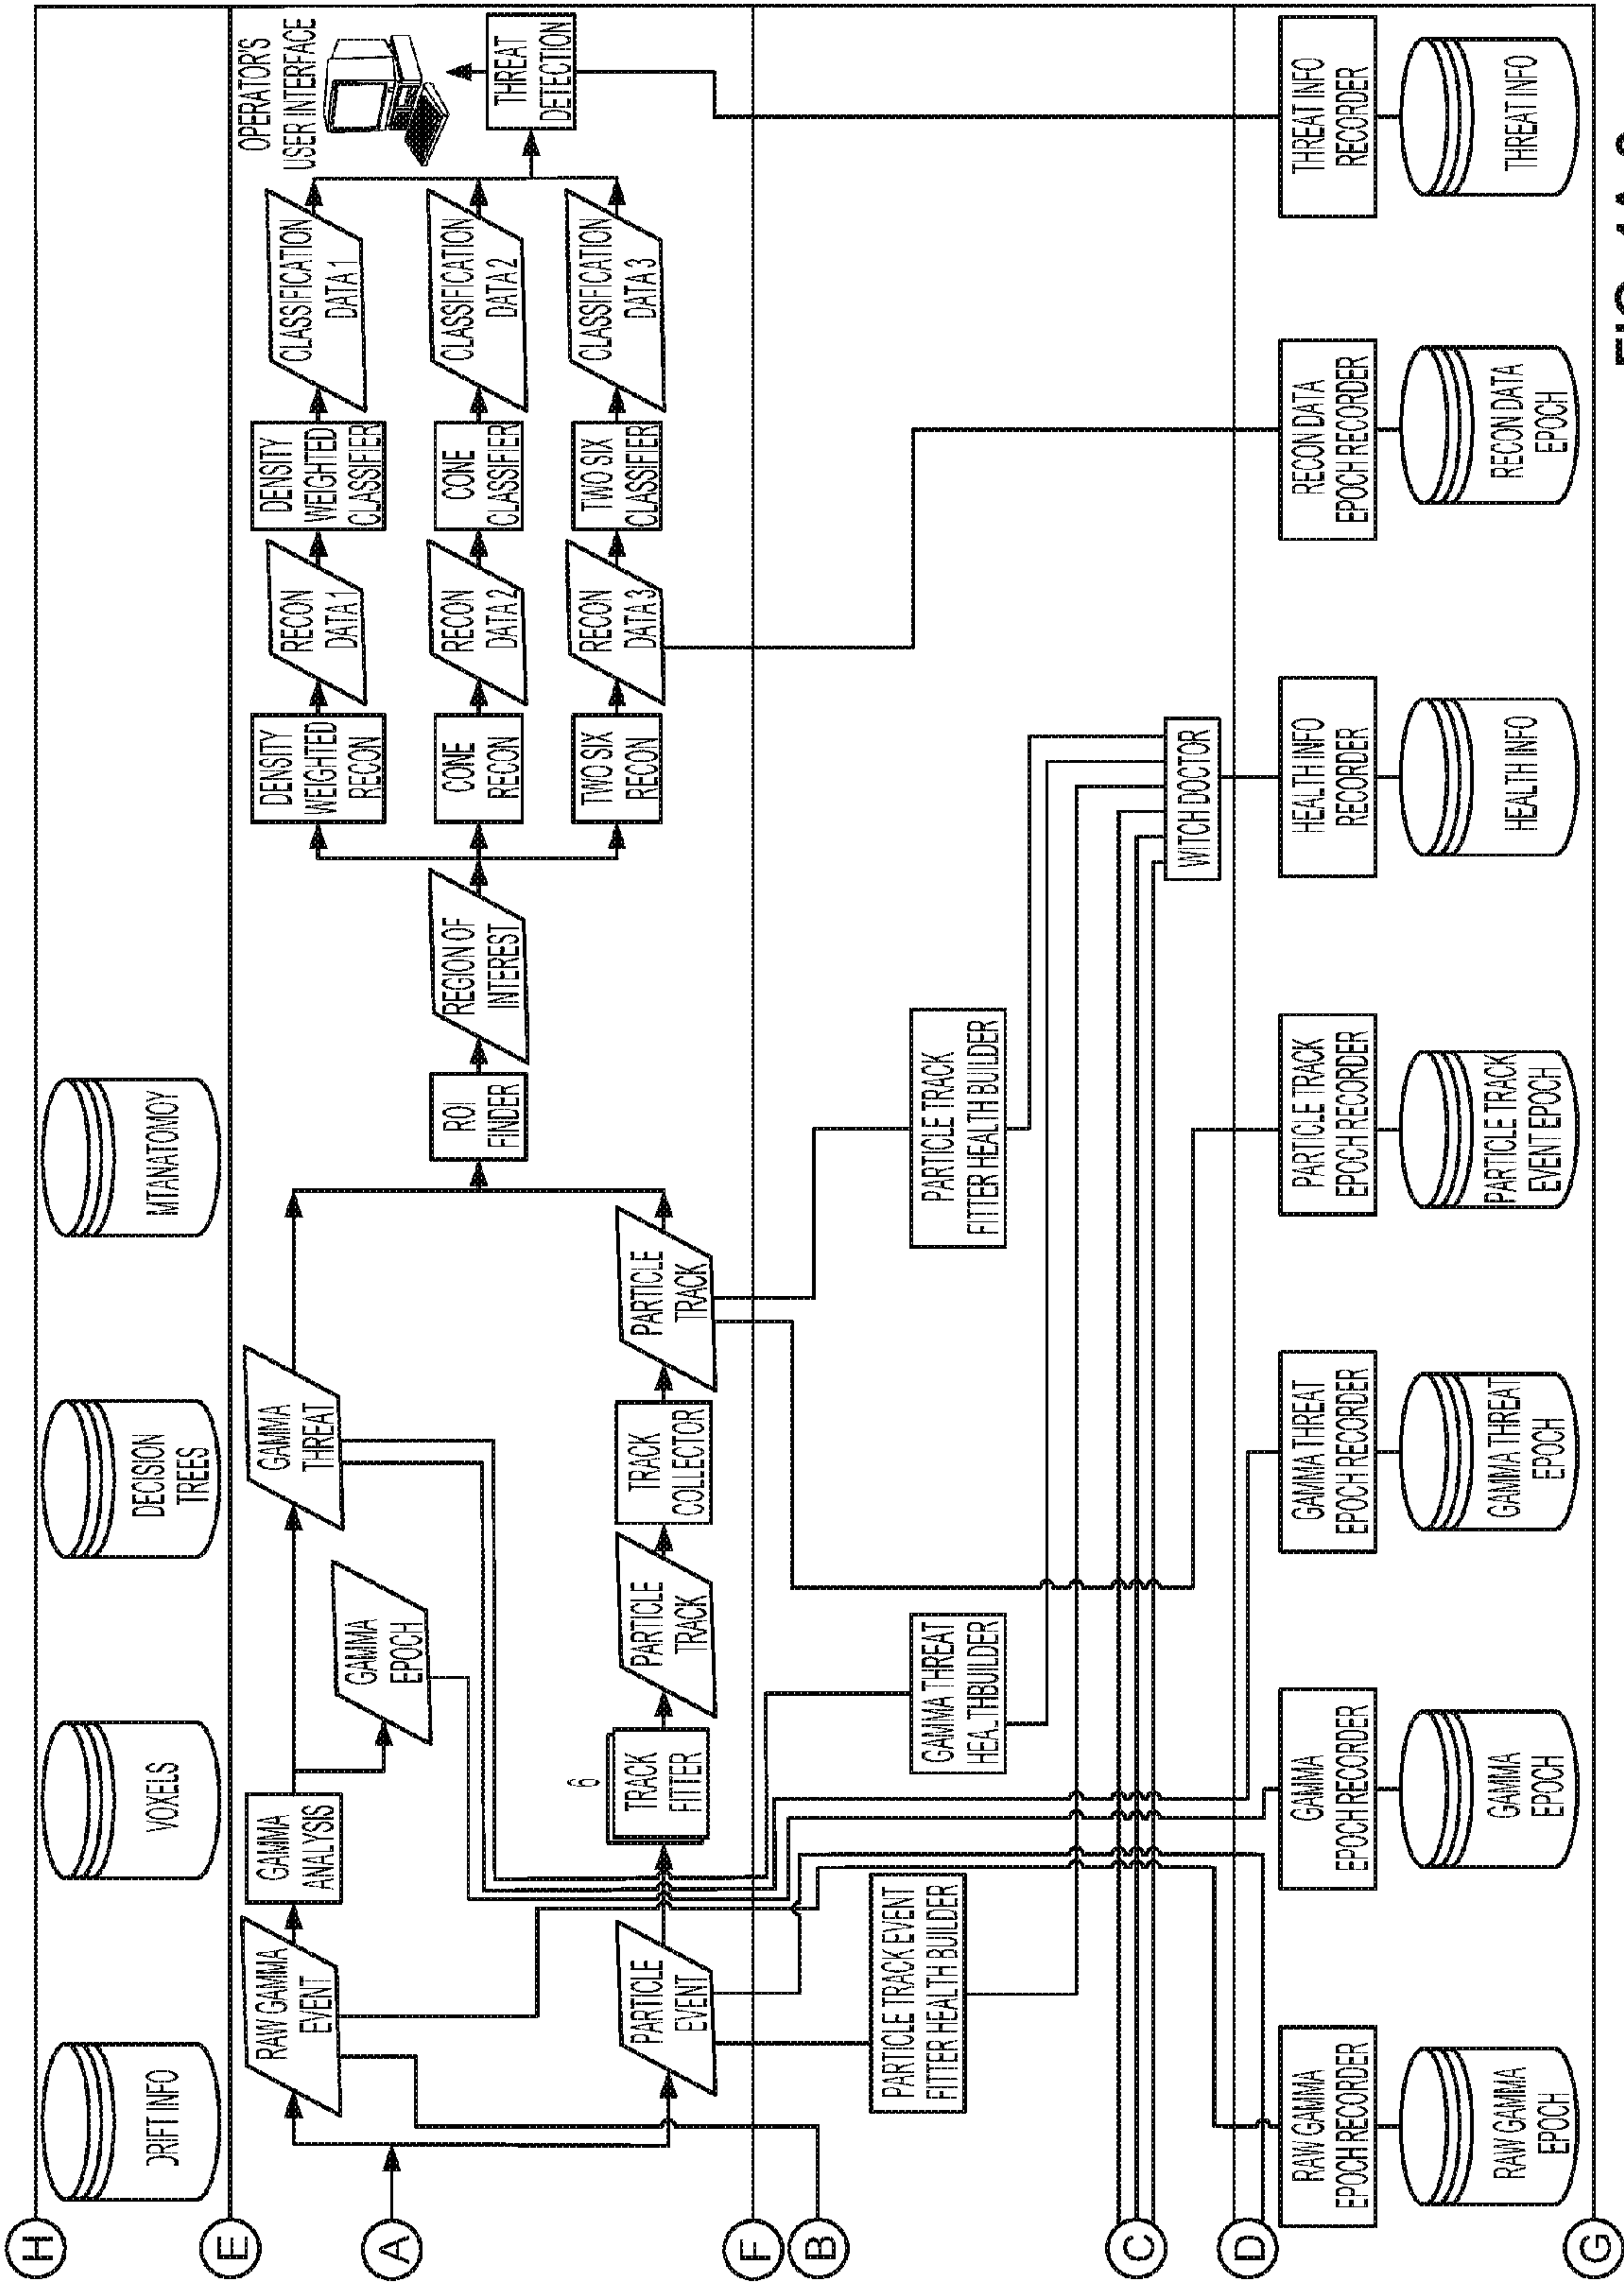 H
DRIFT INFO
VOXELS
DECISION
TREES
MTANATOMOY
E
RAW GAMMA
EVENT
GAMMA
ANALYSIS
GAMMA
EPOCH
GAMMA
THREAT
A
PARTICLE
EVENT
6
TRACK
FITTER
PARTICLE
TRACK
TRACK
COLLECTOR
PARTICLE
TRACK
ROI
FINDER
REGION OF
INTEREST
DENSITY
WEIGHTED
RECON
RECON
DATA 1
DENSITY
WEIGHTED
CLASSIFIER
CLASSIFICATION
DATA 1
CONE
RECON
RECON
DATA 2
CONE
CLASSIFIER
CLASSIFICATION
DATA 2
TWO SIX
RECON
RECON
DATA 3
TWO SIX
CLASSIFIER
CLASSIFICATION
DATA 3
OPERATOR'S
USER INTERFACE
THREAT
DETECTION
F
B
PARTICLE TRACK EVENT
FITTER HEALTH BUILDER
GAMMA THREAT
HEALTHBUILDER
PARTICLE TRACK
FITTER HEALTH BUILDER
C
WITCH DOCTOR
D
RAW GAMMA
EPOCH RECORDER
GAMMA
EPOCH RECORDER
GAMMA THREAT
EPOCH RECORDER
PARTICLE TRACK
EPOCH RECORDER
HEALTH INFO
RECORDER
RECON DATA
EPOCH RECORDER
THREAT INFO
RECORDER
RAW GAMMA
EPOCH
GAMMA
EPOCH
GAMMA THREAT
EPOCH
PARTICLE TRACK
EVENT EPOCH
HEALTH INFO
RECON DATA
EPOCH
THREAT INFO
G